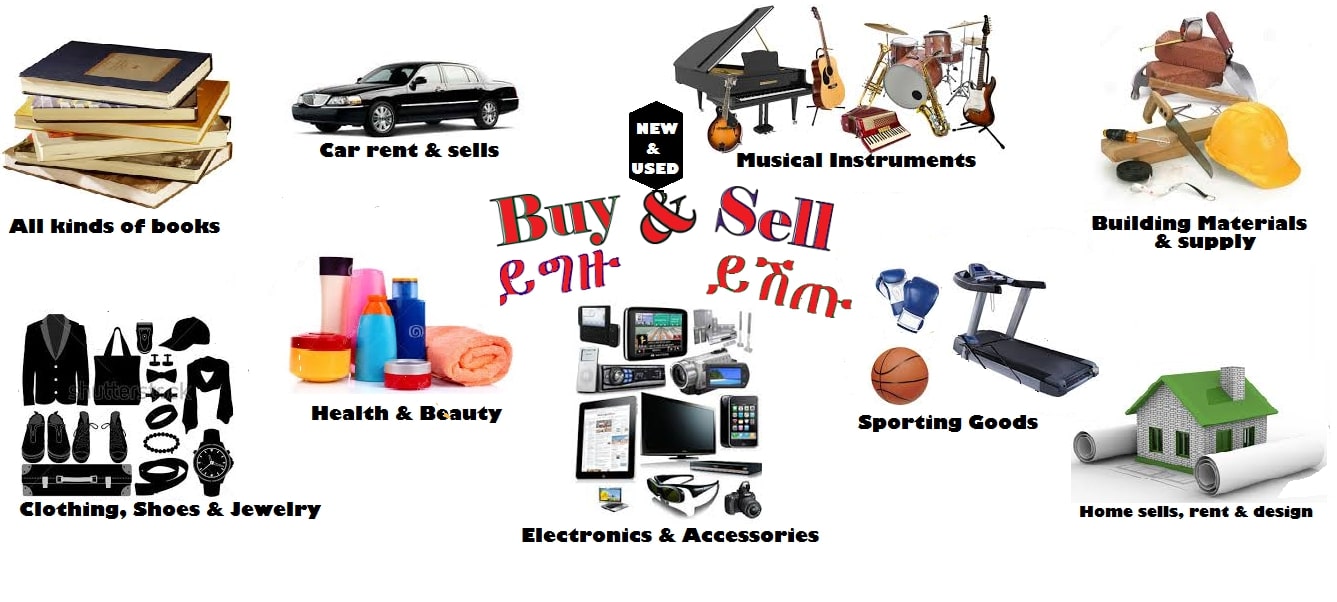 NEW
&
USED
Buy & Sell
ይግዙ ይሽጡ
All kinds of books
Car rent & sells
Musical Instruments
Building Materials
& supply
Clothing, Shoes & Jewelry
shutterstock
Health & Beauty
Electronics & Accessories
Sporting Goods
Home sells, rent & design